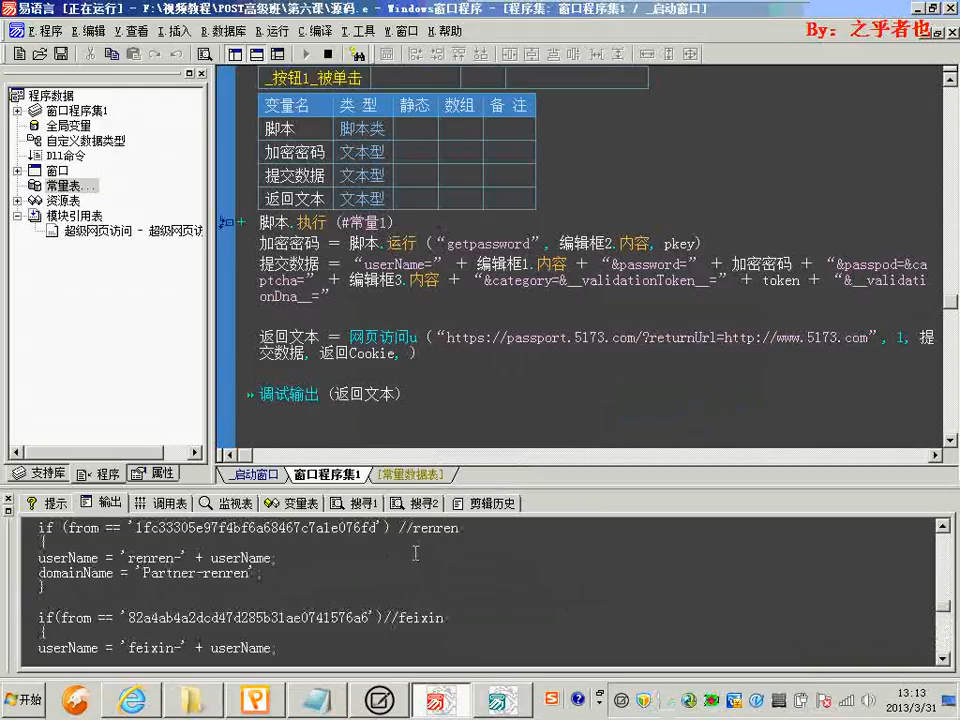 易语言 [正在运行] - F:\视频教程\POST高级班\第六课\源码.e - Windows窗口程序 - [程序集: 窗口程序集1 / _启动窗口]
By: 之乎者也
F.程序 E.编辑 V.查看 I.插入 B.数据库 R.运行 C.编译 T.工具 W.窗口 H.帮助
程序数据
窗口程序集1
全局变量
自定义数据类型
Dll命令
窗口
常量表...
资源表
模块引用表
超级网页访问 - 超级网页访
支持库 程序 属性
_按钮1_被单击
变量名 类 型 静态 数组 备 注
脚本 脚本类
加密密码 文本型
提交数据 文本型
返回文本 文本型
脚本.执行 (#常量1)
加密密码 = 脚本.运行 (“getpassword”, 编辑框2.内容, pkey)
提交数据 = “userName=” + 编辑框1.内容 + “&password=” + 加密密码 + “&passpod=&ca
ptcha=” + 编辑框3.内容 + “&category=&__validationToken__=” + token + “&__validati
onDna__=”
返回文本 = 网页访问u (“https://passport.5173.com/?returnUrl=http://www.5173.com”, 1, 提
交数据, 返回Cookie, )
调试输出 (返回文本)
_启动窗口 窗口程序集1 [常量数据表]
提示 输出 调用表 监视表 变量表 搜寻1 搜寻2 剪辑历史
if (from == '1fc33305e97f4bf6a68467c7a1e076fd') //renren
{
userName = 'renren-' + userName;
domainName = 'Partner-renren';
}
if(from == '82a4ab4a2dcd47d285b31ae0741576a6')//feixin
{
userName = 'feixin-' + userName;
开始
13:13
2013/3/31